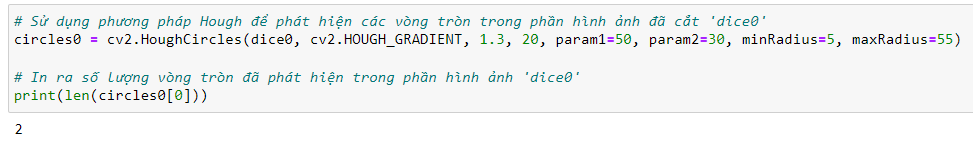 # Sử dụng phương pháp Hough để phát hiện các vòng tròn trong phần hình ảnh đã cắt 'dice0'
circles0 = cv2.HoughCircles(dice0, cv2.HOUGH_GRADIENT, 1.3, 20, param1=50, param2=30, minRadius=5, maxRadius=55)
# In ra số lượng vòng tròn đã phát hiện trong phần hình ảnh 'dice0'
print(len(circles0[0]))
2